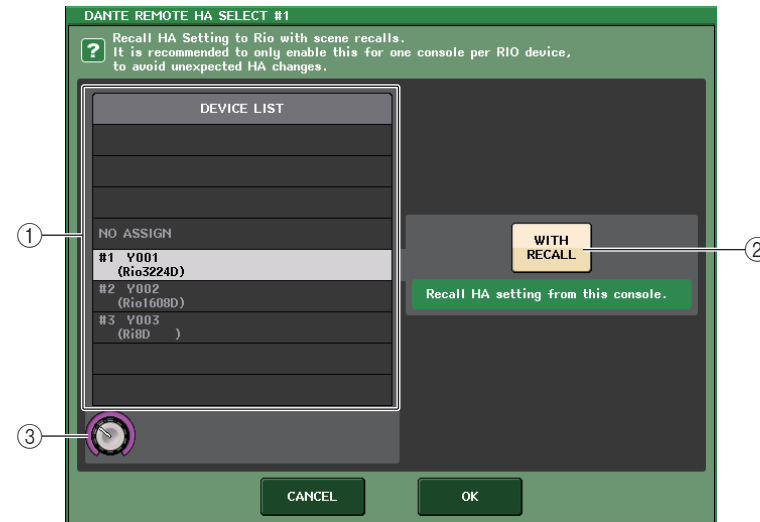 DANTE REMOTE HA SELECT #1
?
Recall HA Setting to Rio with scene recalls.
It is recommended to only enable this for one console per RIO device,
to avoid unexpected HA changes.
DEVICE LIST
NO ASSIGN
#1 Y001
(Rio3224D)
#2 Y002
(Rio1608D)
#3 Y003
(Ri8D )
①
WITH
RECALL
②
Recall HA setting from this console.
③
CANCEL
OK